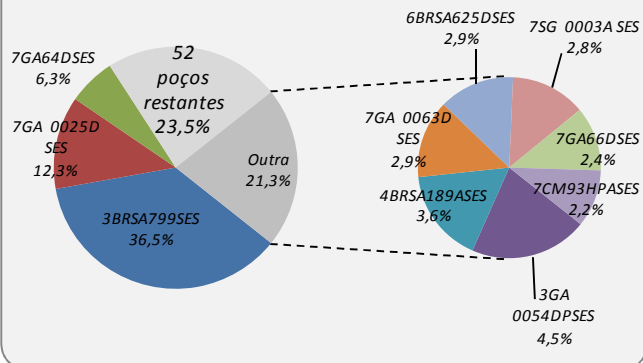 52
poços
restantes
23,5%
7GA64DSES
6,3%
7GA 0025D
SES
12,3%
Outra
21,3%
3BRSA799SES
36,5%
6BRSA625DSES
2,9%
7SG 0003A SES
2,8%
7GA 0063D
SES
2,9%
7GA66DSES
2,4%
4BRSA189ASES
3,6%
7CM93HPASES
2,2%
3GA
0054DPSES
4,5%